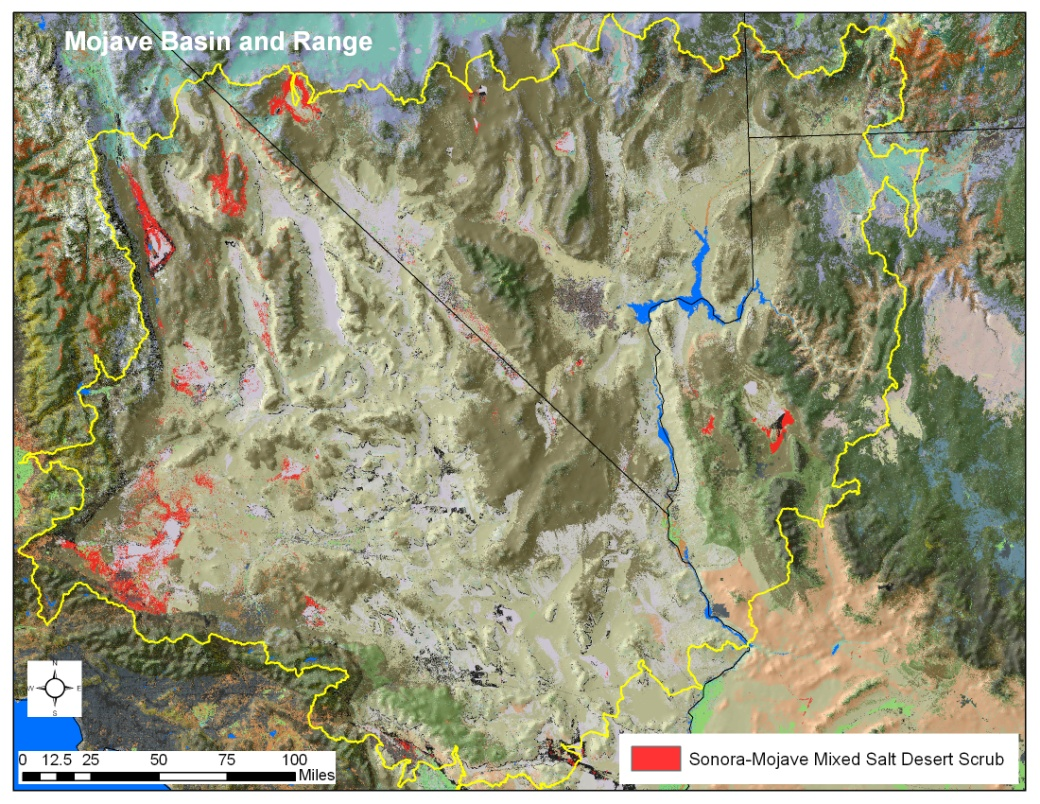 Mojave Basin and Range
N
W E
S
0 12.5 25 50 75 100
Miles
Sonora-Mojave Mixed Salt Desert Scrub